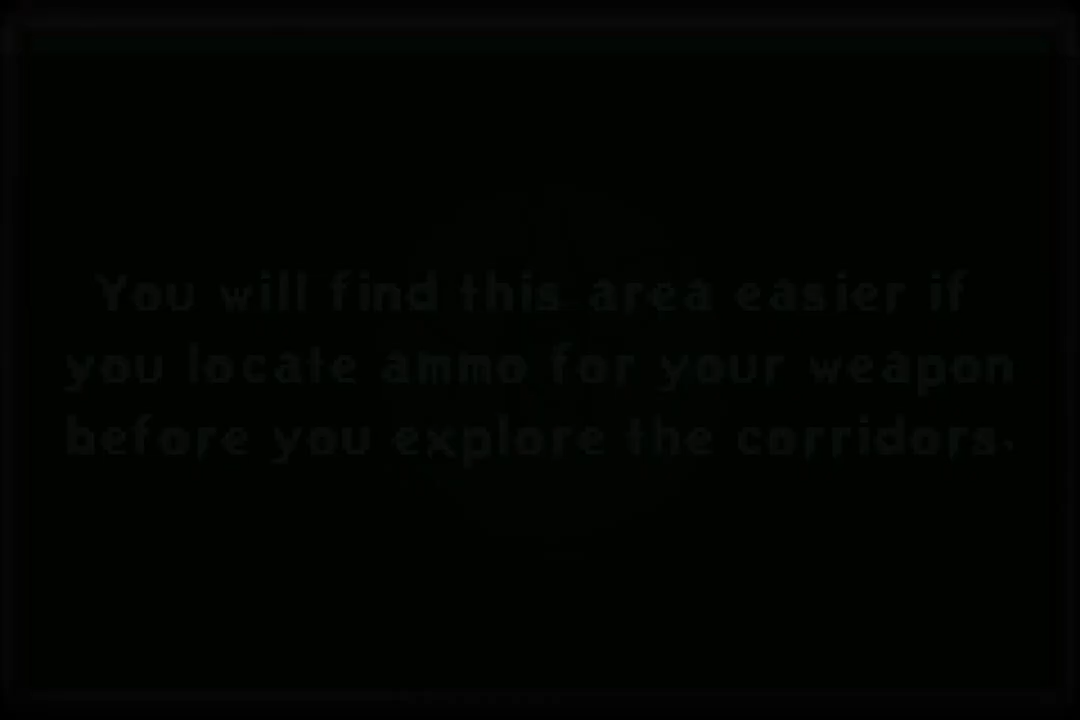 You will find this area easier if
you locate ammo for your weapon
before you explore the corridors.